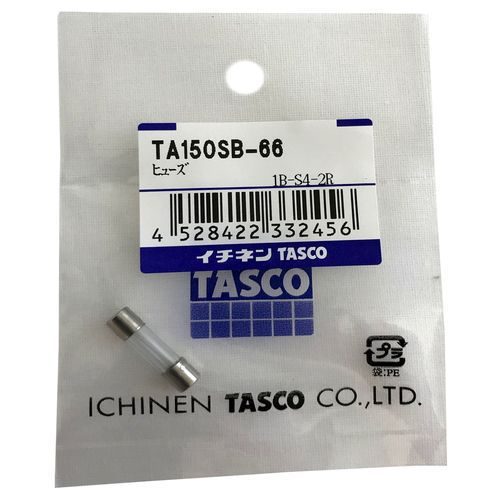 TA150SB-66
ヒューズ
1B-S4-2R
4 528422 332456
イチネン TASCO
TASCO
プラ
袋:PE
ICHINEN TASCO CO.,LTD.